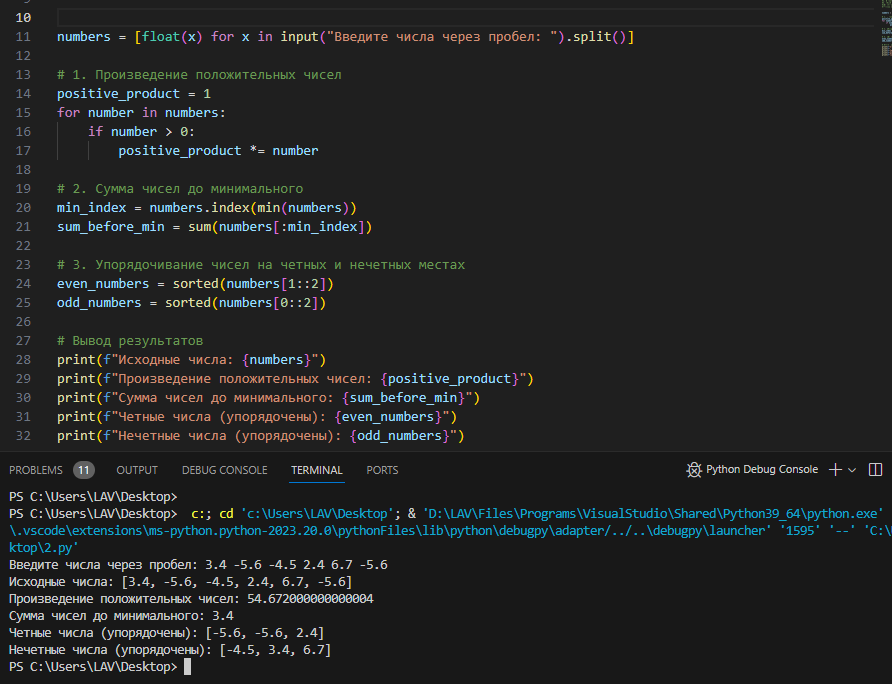 10
11 numbers = [float(x) for x in input("Введите числа через пробел: ").split()]
12
13 # 1. Произведение положительных чисел
14 positive_product = 1
15 for number in numbers:
16     if number > 0:
17         positive_product *= number
18
19 # 2. Сумма чисел до минимального
20 min_index = numbers.index(min(numbers))
21 sum_before_min = sum(numbers[:min_index])
22
23 # 3. Упорядочивание чисел на четных и нечетных местах
24 even_numbers = sorted(numbers[1::2])
25 odd_numbers = sorted(numbers[0::2])
26
27 # Вывод результатов
28 print(f"Исходные числа: {numbers}")
29 print(f"Произведение положительных чисел: {positive_product}")
30 print(f"Сумма чисел до минимального: {sum_before_min}")
31 print(f"Четные числа (упорядочены): {even_numbers}")
32 print(f"Нечетные числа (упорядочены): {odd_numbers}")
PROBLEMS 11 OUTPUT DEBUG CONSOLE TERMINAL PORTS Python Debug Console
PS C:\Users\LAV\Desktop>
PS C:\Users\LAV\Desktop>  c:; cd 'c:\Users\LAV\Desktop'; & 'D:\LAV\Files\Programs\VisualStudio\Shared\Python39_64\python.exe'
\.vscode\extensions\ms-python.python-2023.20.0\pythonFiles\lib\python\debugpy\adapter/../..\debugpy\launcher' '1595' '--' 'C:\
ktop\2.py'
Введите числа через пробел: 3.4 -5.6 -4.5 2.4 6.7 -5.6
Исходные числа: [3.4, -5.6, -4.5, 2.4, 6.7, -5.6]
Произведение положительных чисел: 54.672000000000004
Сумма чисел до минимального: 3.4
Четные числа (упорядочены): [-5.6, -5.6, 2.4]
Нечетные числа (упорядочены): [-4.5, 3.4, 6.7]
PS C:\Users\LAV\Desktop>